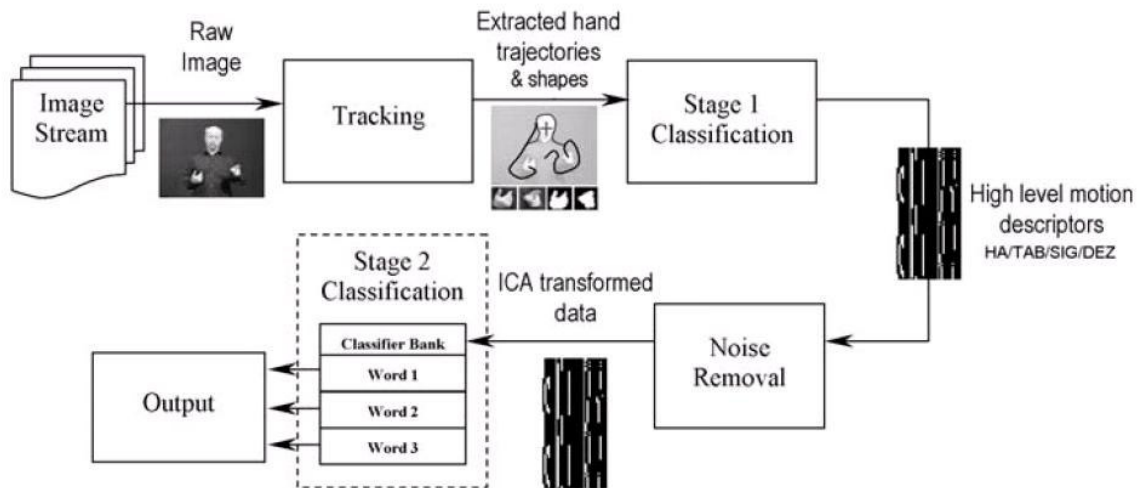 Image
Stream
Raw
Image
Tracking
Extracted hand
trajectories
& shapes
Stage 1
Classification
High level motion
descriptors
HA/TAB/SIG/DEZ
Noise
Removal
ICA transformed
data
Stage 2
Classification
Classifier Bank
Word 1
Word 2
Word 3
Output